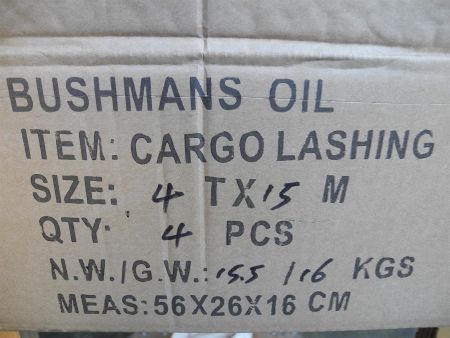 BUSHMANS OIL
ITEM: CARGO LASHING
SIZE: 4 TX15 M
QTY: 4 PCS
N.W./G.W.: 15.5 / 16 KGS
MEAS:56X26X16 CM